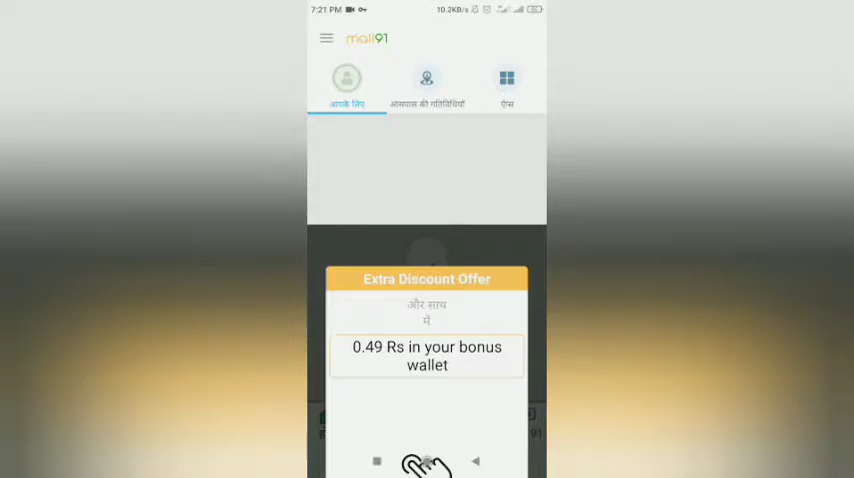 7:21 PM
10.2KB/s
mall91
आपके लिए
आसपास की गतिविधियाँ
ऐप्स
Extra Discount Offer
और साथ
में
0.49 Rs in your bonus
wallet
91